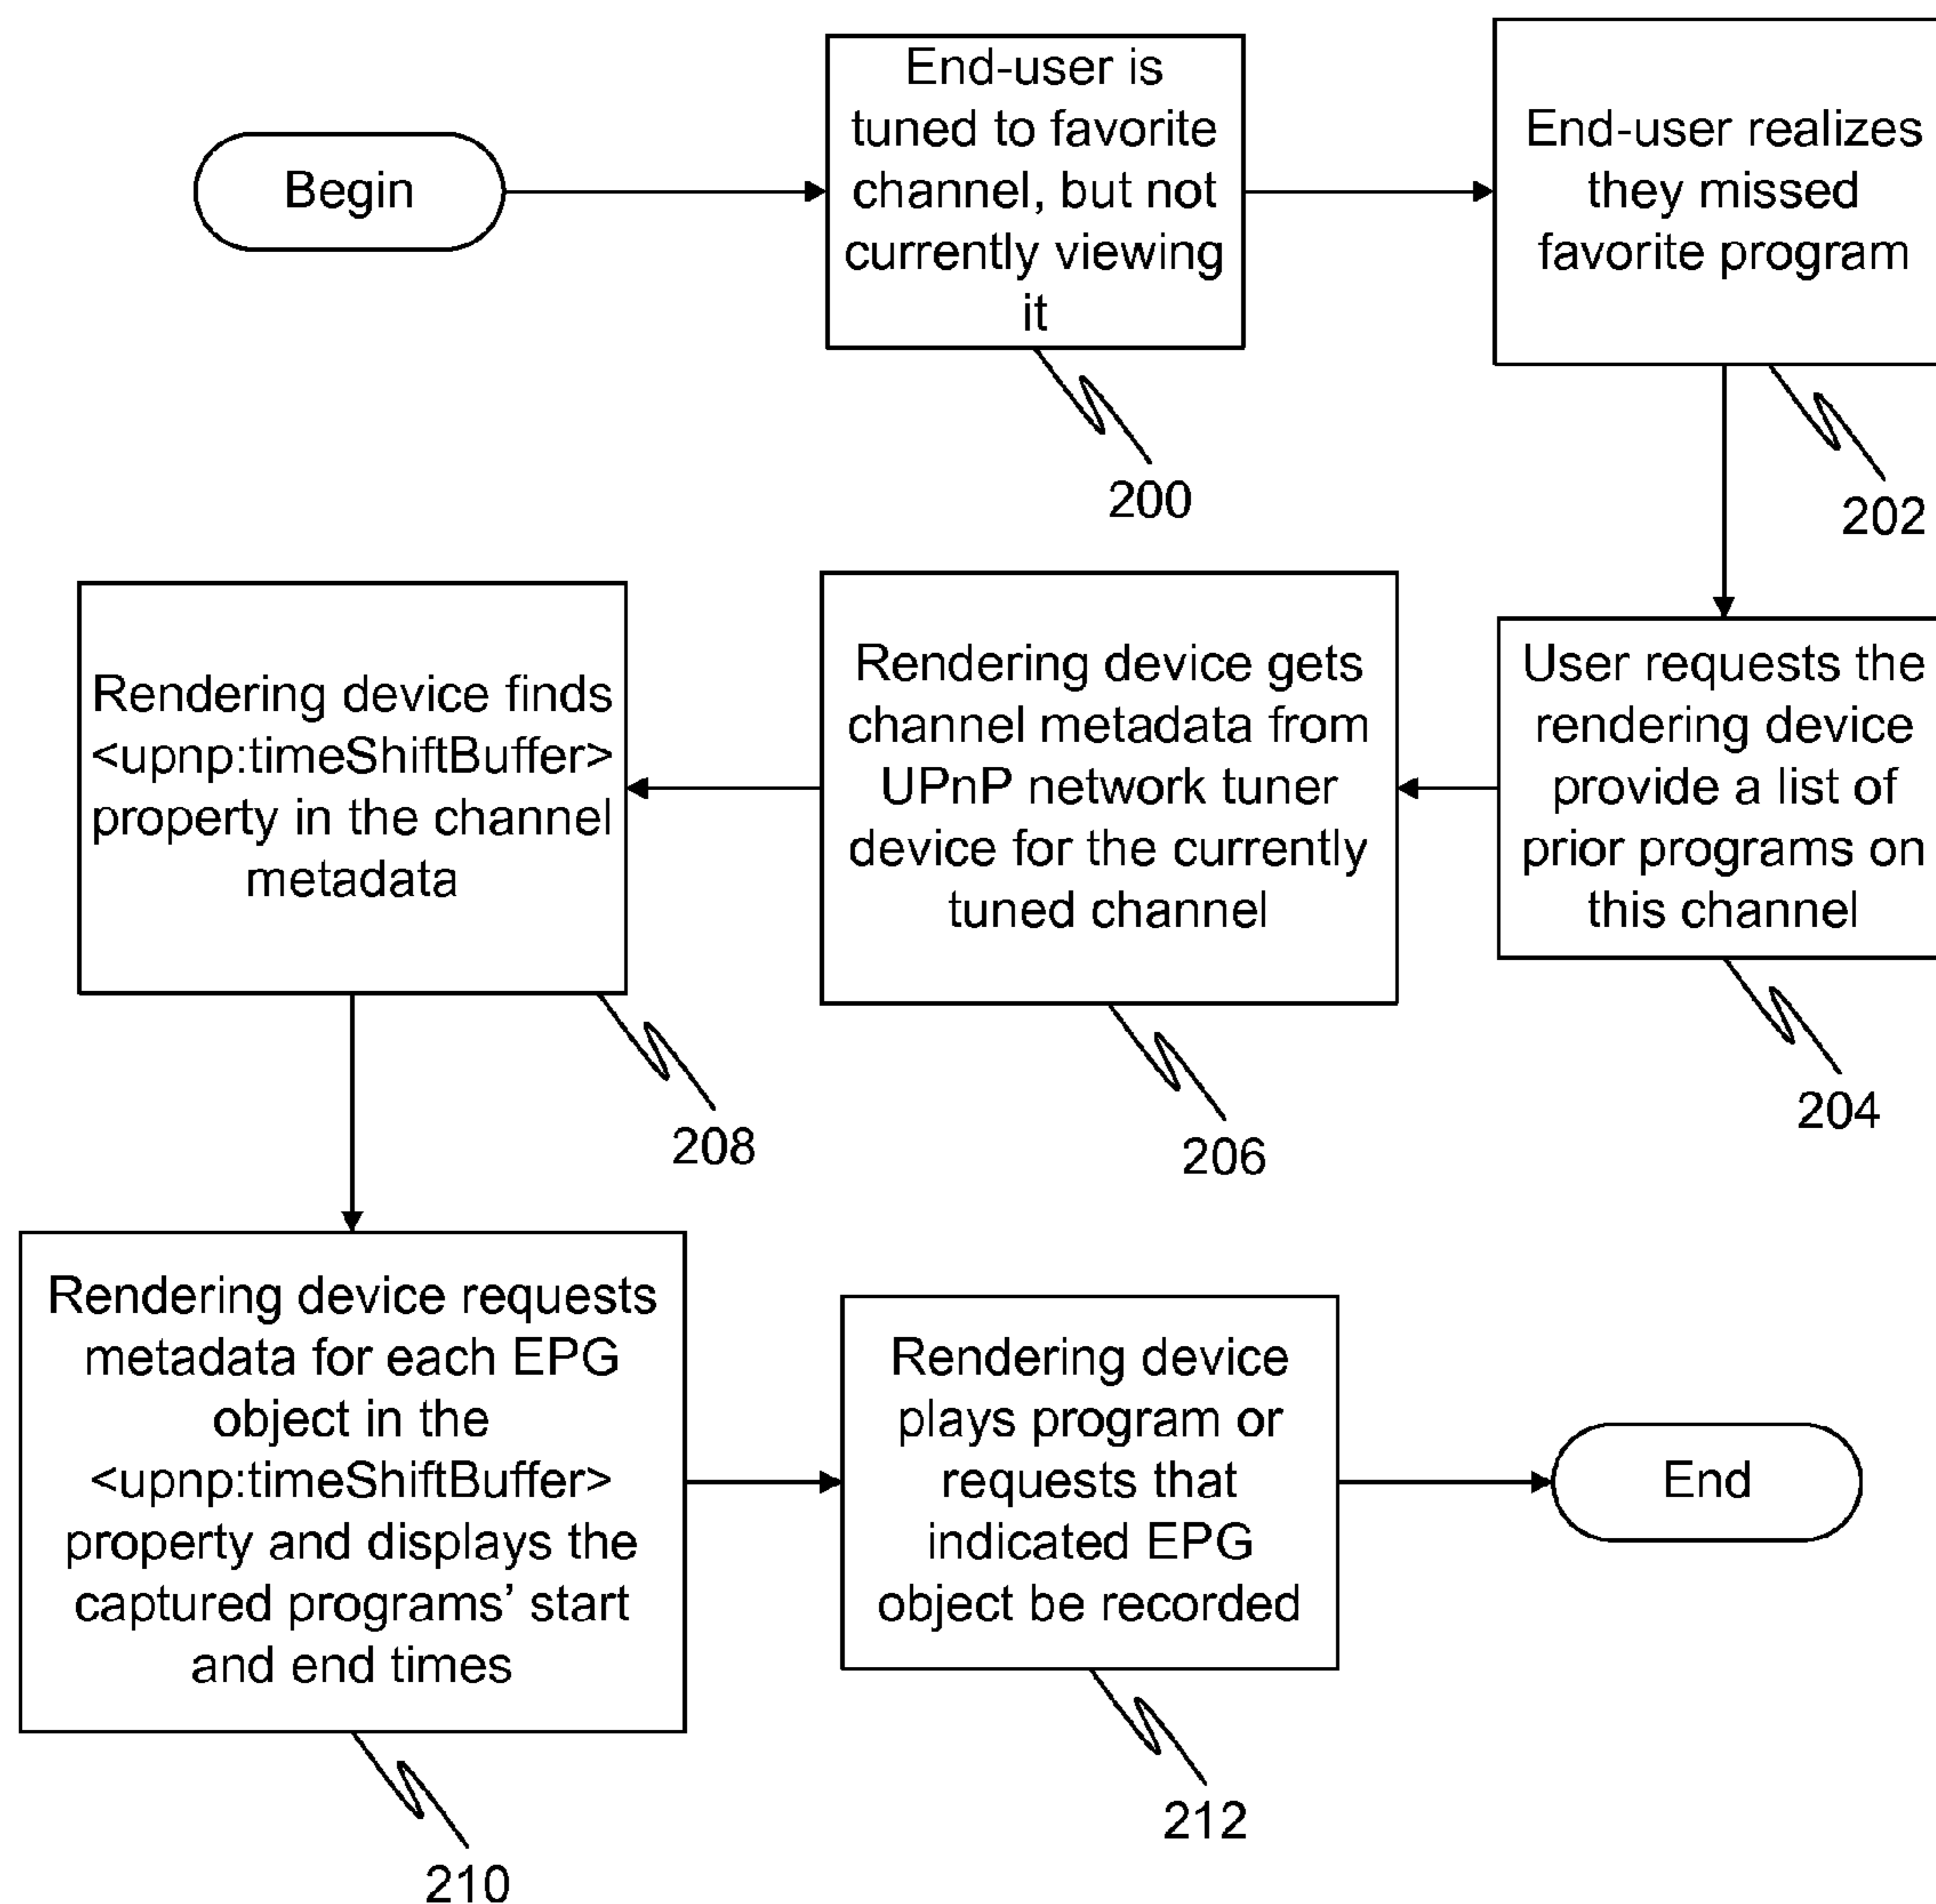 Begin
End-user is
tuned to favorite
channel, but not
currently viewing
it
200
End-user realizes
they missed
favorite program
202
User requests the
rendering device
provide a list of
prior programs on
this channel
204
Rendering device gets
channel metadata from
UPnP network tuner
device for the currently
tuned channel
206
Rendering device finds
<upnp:timeShiftBuffer>
property in the channel
metadata
208
Rendering device requests
metadata for each EPG
object in the
<upnp:timeShiftBuffer>
property and displays the
captured programs’ start
and end times
210
Rendering device
plays program or
requests that
indicated EPG
object be recorded
212
End